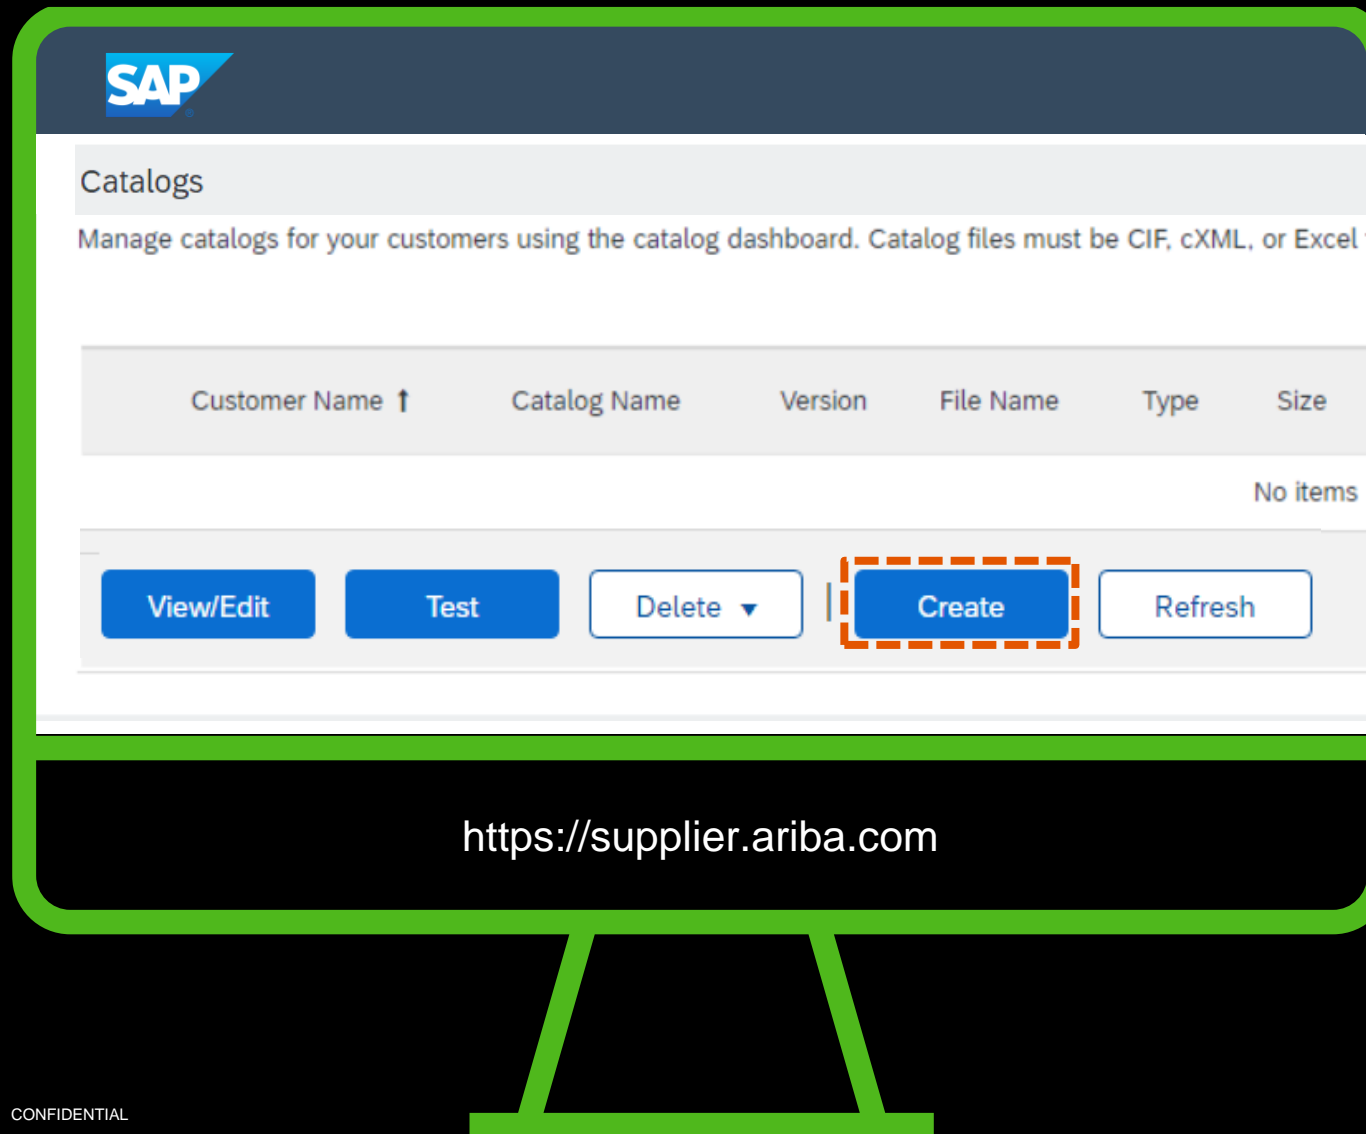 SAP
Catalogs
Manage catalogs for your customers using the catalog dashboard. Catalog files must be CIF, cXML, or Excel
Customer Name ↑ Catalog Name Version File Name Type Size
No items
View/Edit Test Delete ▼ | Create Refresh
https://supplier.ariba.com
CONFIDENTIAL